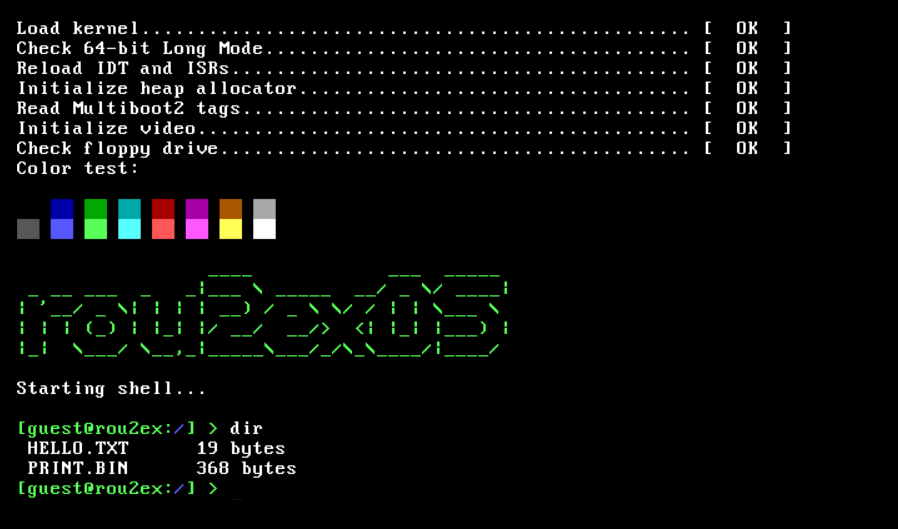 Load kernel................................................. [  OK  ]
Check 64-bit Long Mode...................................... [  OK  ]
Reload IDT and ISRs......................................... [  OK  ]
Initialize heap allocator................................... [  OK  ]
Read Multiboot2 tags........................................ [  OK  ]
Initialize video............................................ [  OK  ]
Check floppy drive.......................................... [  OK  ]
Color test:
rou2exOS
Starting shell...
[guest@rou2ex:/] > dir
HELLO.TXT      19 bytes
PRINT.BIN      368 bytes
[guest@rou2ex:/] > _